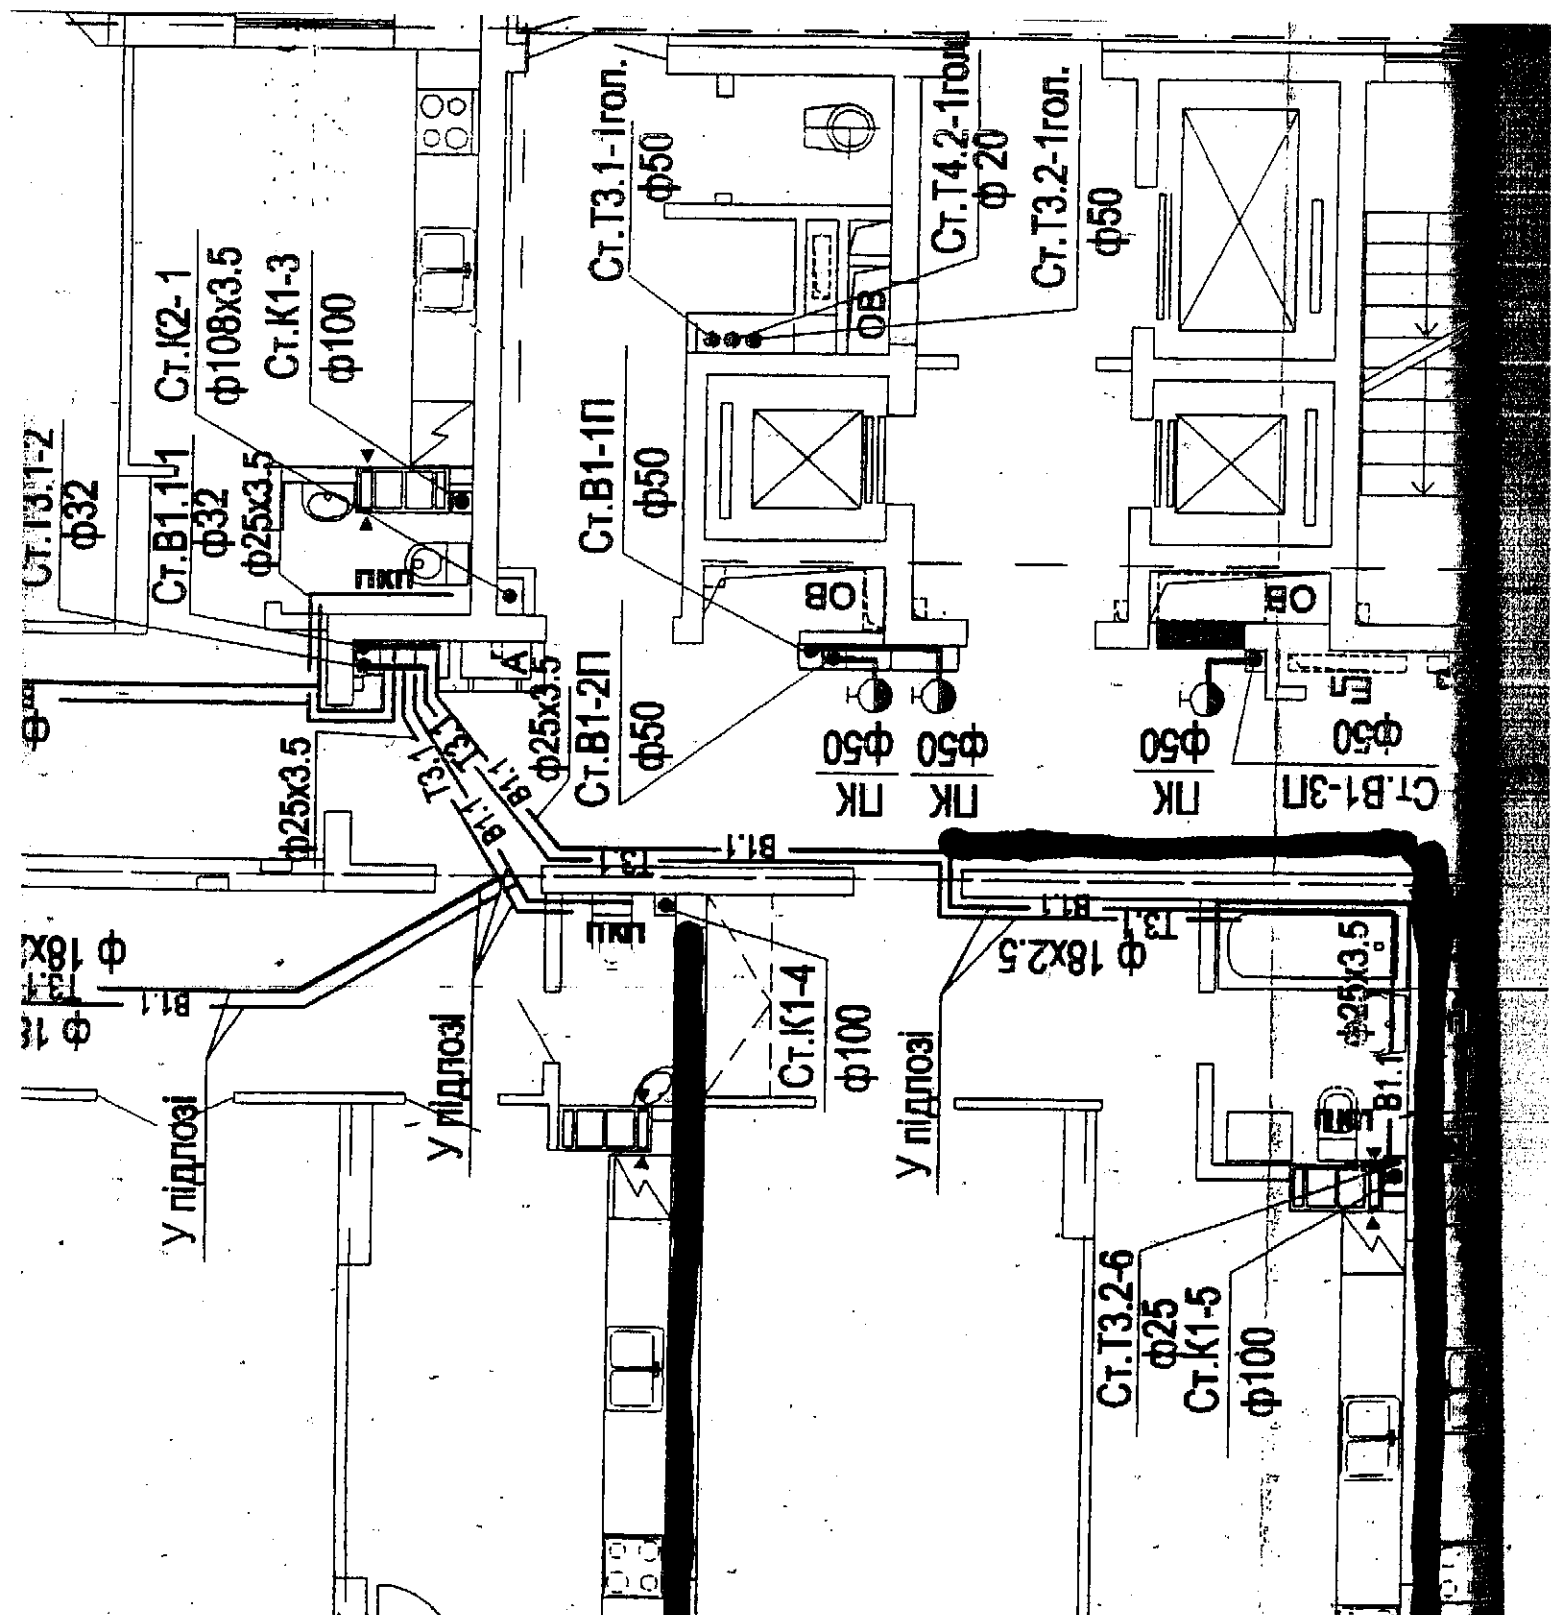 Ст.К2-1
ф108х3.5
Ст.К1-3
ф100
Ст.Т3.1-1гол.
ф50
Ст.Т4.2-1гол.
ф 20
Ст.Т3.2-1гол.
ф50
Ст.Т3.1-2
ф32
Ст.В1.1-1
ф32
ф25х3.5
Ст.В1-1П
ф50
Ст.В1-2П
ф50
ф25х3.5
ф25х3.5
ОВ
ОВ
ОВ
А
П
ПК
ф50
ПК
ф50
ПК
ф50
Ст.В1-3П
ф50
Т3.1
Т3.1
В1.1
В1.1
В1.1
В1.1
Т3.1
ф 18х2.5
ф25х3.5
В1.1
Т3.1
В1.1
У підлозі
У підлозі
У підлозі
Ст.К1-4
ф100
Ст.Т3.2-6
ф25
Ст.К1-5
ф100